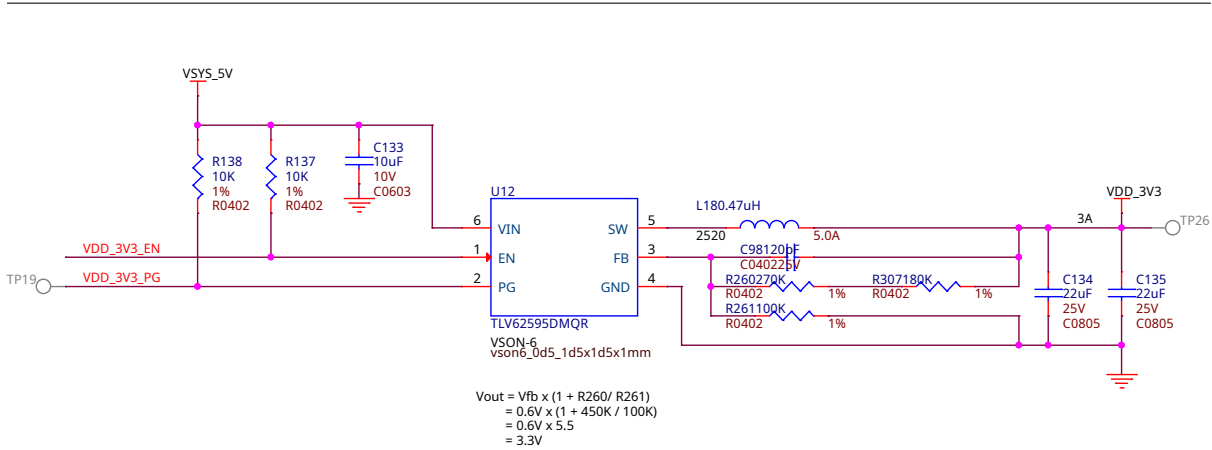 VSYS_5V
R138
10K
1%
R0402
R137
10K
1%
R0402
C133
10uF
10V
C0603
U12
6 VIN
1 EN
2 PG
SW 5
FB 3
GND 4
TLV62595DMQR
VSON-6
vson6_0d5_1d5x1d5x1mm
VDD_3V3_EN
VDD_3V3_PG
TP19
L180.47uH
2520
5.0A
C98120pF
C040225V
R260270K
R0402
1%
R307180K
R0402
1%
R261100K
R0402
1%
VDD_3V3
3A
TP26
C134
22uF
25V
C0805
C135
22uF
25V
C0805
Vout = Vfb x (1 + R260/ R261)
= 0.6V x (1 + 450K / 100K)
= 0.6V x 5.5
= 3.3V